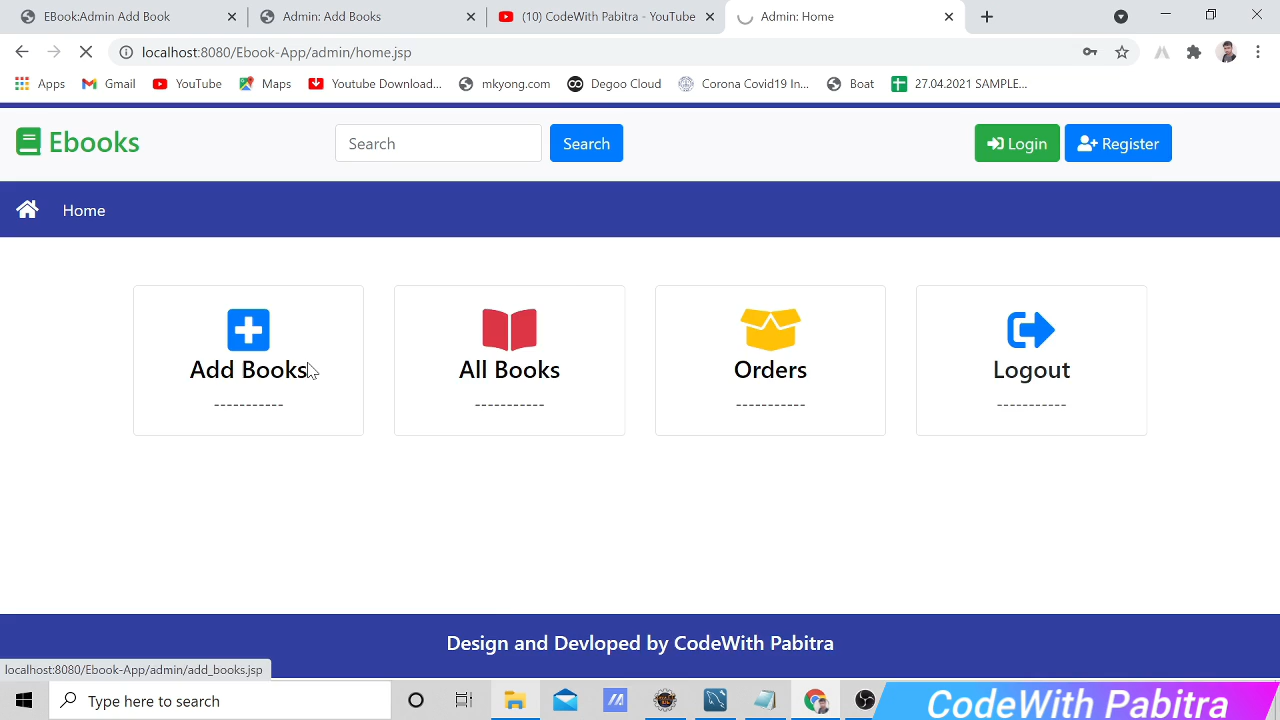 EBook:Admin Add Book
Admin: Add Books
(10) CodeWith Pabitra - YouTube
Admin: Home
localhost:8080/Ebook-App/admin/home.jsp
Apps
Gmail
YouTube
Maps
Youtube Download...
mkyong.com
Degoo Cloud
Corona Covid19 In...
Boat
27.04.2021 SAMPLE...
Ebooks
Search
Search
Login
Register
Home
Add Books
-----------
All Books
-----------
Orders
-----------
Logout
-----------
Design and Devloped by CodeWith Pabitra
localhost:8080/Ebook-App/admin/add_books.jsp
Type here to search
CodeWith Pabitra